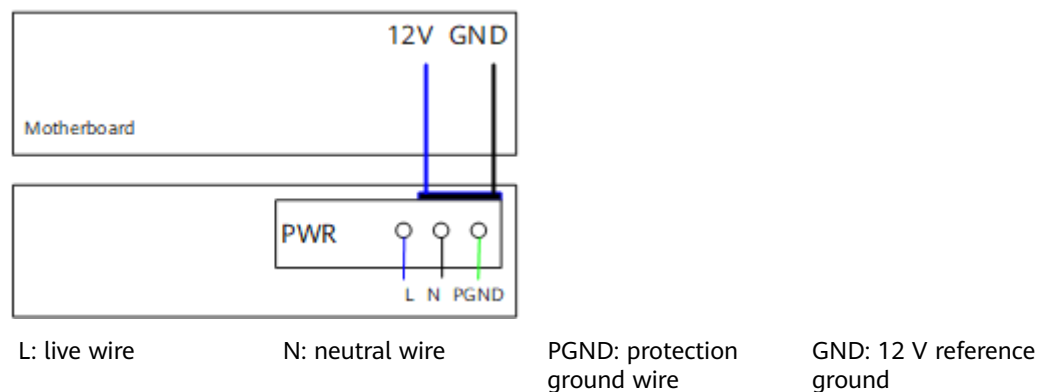 12V GND
Motherboard
PWR
L N PGND
L: live wire
N: neutral wire
PGND: protection
ground wire
GND: 12 V reference
ground